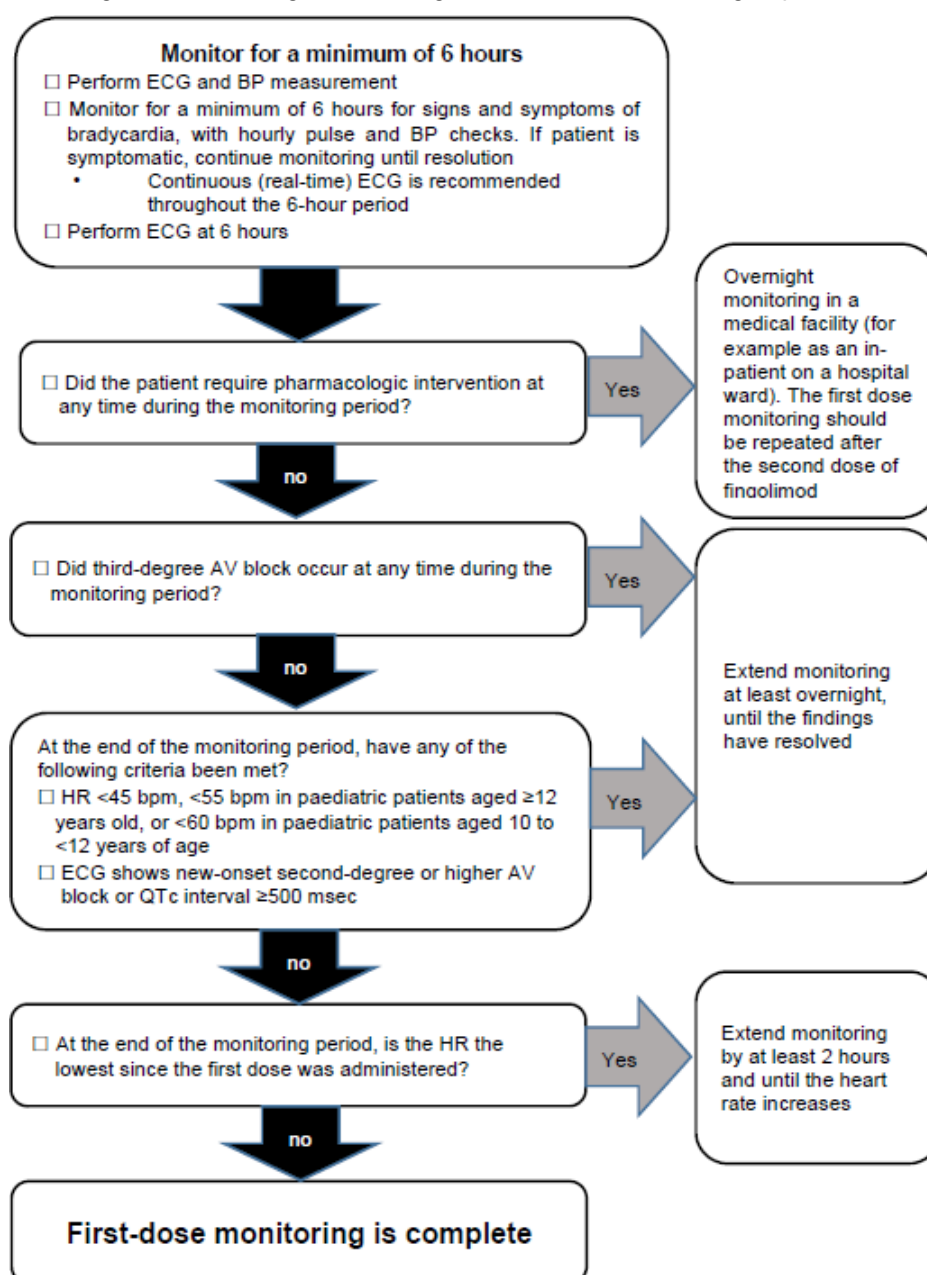 Monitor for a minimum of 6 hours
☐ Perform ECG and BP measurement
☐ Monitor for a minimum of 6 hours for signs and symptoms of
bradycardia, with hourly pulse and BP checks. If patient is
symptomatic, continue monitoring until resolution
• Continuous (real-time) ECG is recommended
throughout the 6-hour period
☐ Perform ECG at 6 hours
☐ Did the patient require pharmacologic intervention at
any time during the monitoring period?
Yes
Overnight
monitoring in a
medical facility (for
example as an in-
patient on a hospital
ward). The first dose
monitoring should
be repeated after
the second dose of
fingolimod
no
☐ Did third-degree AV block occur at any time during the
monitoring period?
Yes
Extend monitoring
at least overnight,
until the findings
have resolved
no
At the end of the monitoring period, have any of the
following criteria been met?
☐ HR <45 bpm, <55 bpm in paediatric patients aged ≥12
years old, or <60 bpm in paediatric patients aged 10 to
<12 years of age
☐ ECG shows new-onset second-degree or higher AV
block or QTc interval ≥500 msec
Yes
no
☐ At the end of the monitoring period, is the HR the
lowest since the first dose was administered?
Yes
Extend monitoring
by at least 2 hours
and until the heart
rate increases
no
First-dose monitoring is complete